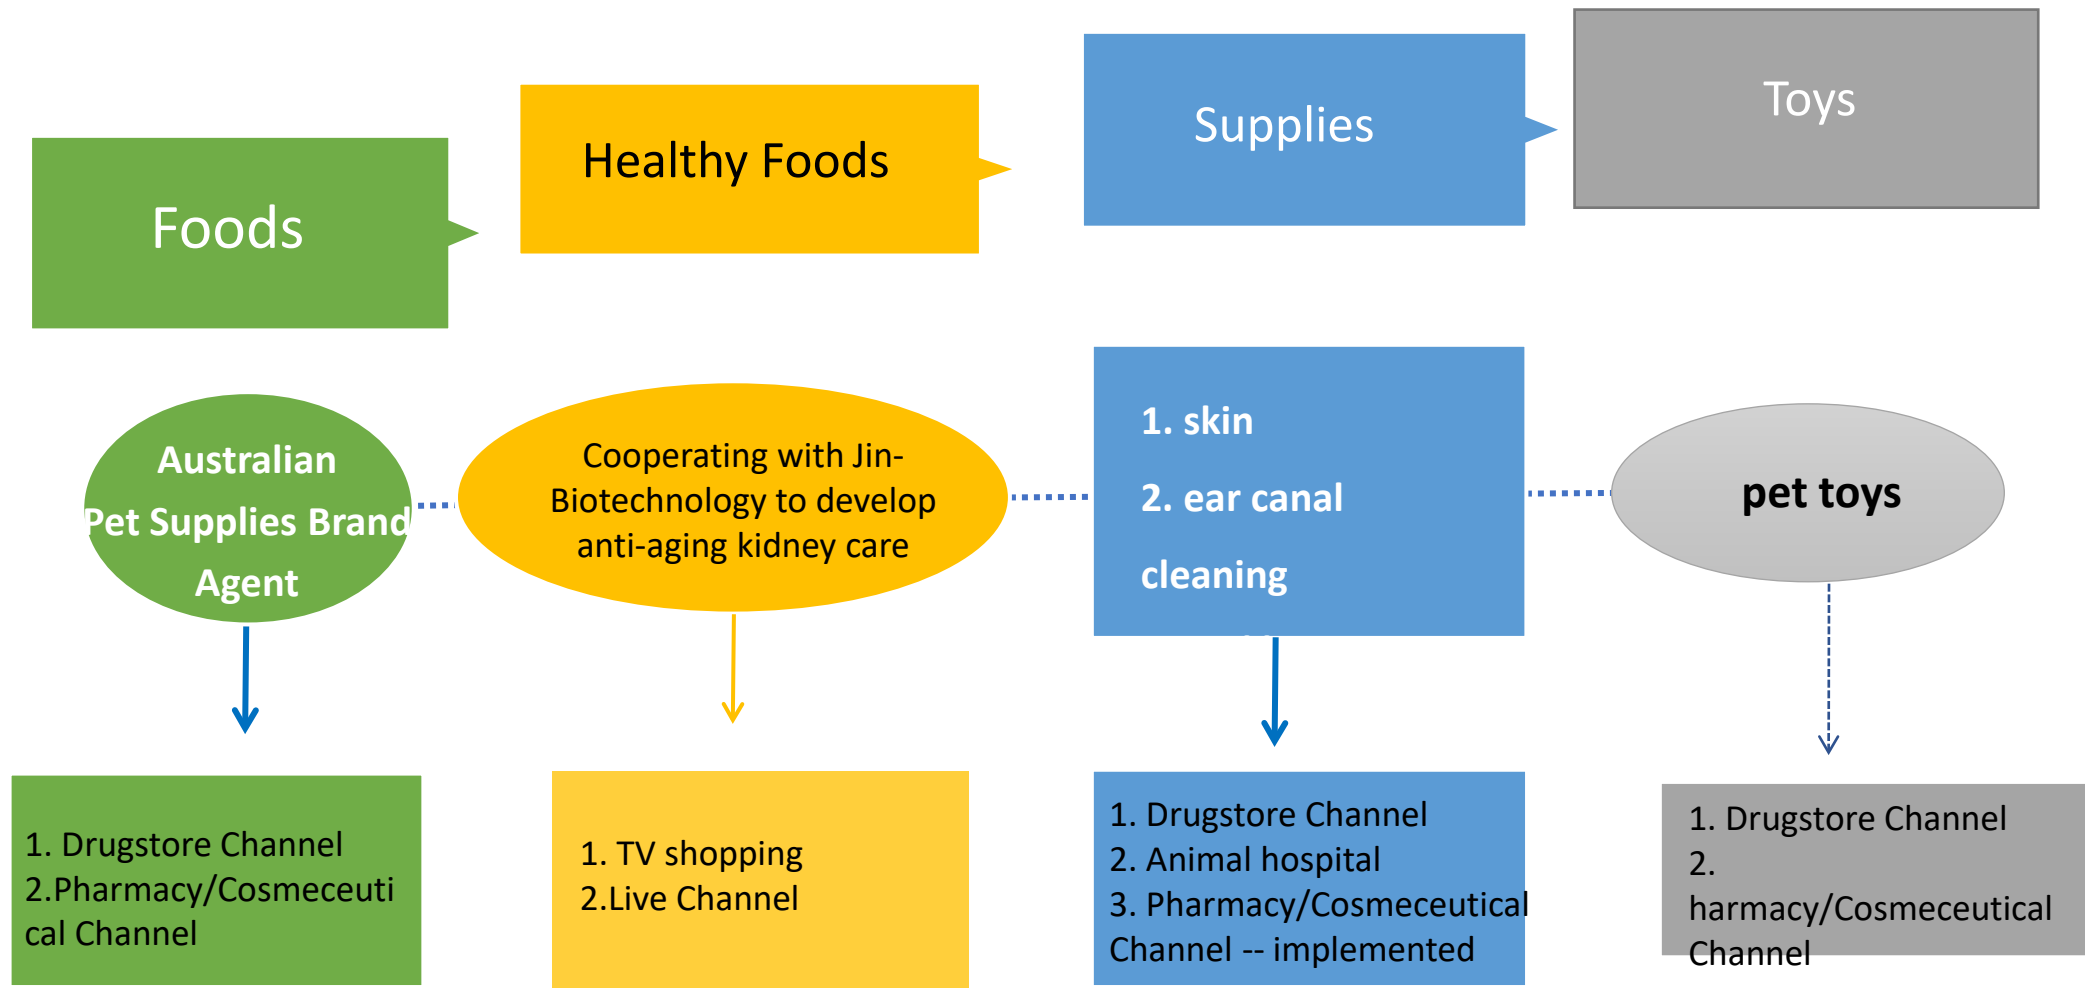 Foods
Healthy Foods
Supplies
Toys
Australian
Pet Supplies Brand
Agent
Cooperating with Jin-
Biotechnology to develop
anti-aging kidney care
1. skin
2. ear canal
cleaning
pet toys
1. Drugstore Channel
2.Pharmacy/Cosmeceuti
cal Channel
1. TV shopping
2.Live Channel
1. Drugstore Channel
2. Animal hospital
3. Pharmacy/Cosmeceutical
Channel -- implemented
1. Drugstore Channel
2.
harmacy/Cosmeceutical
Channel